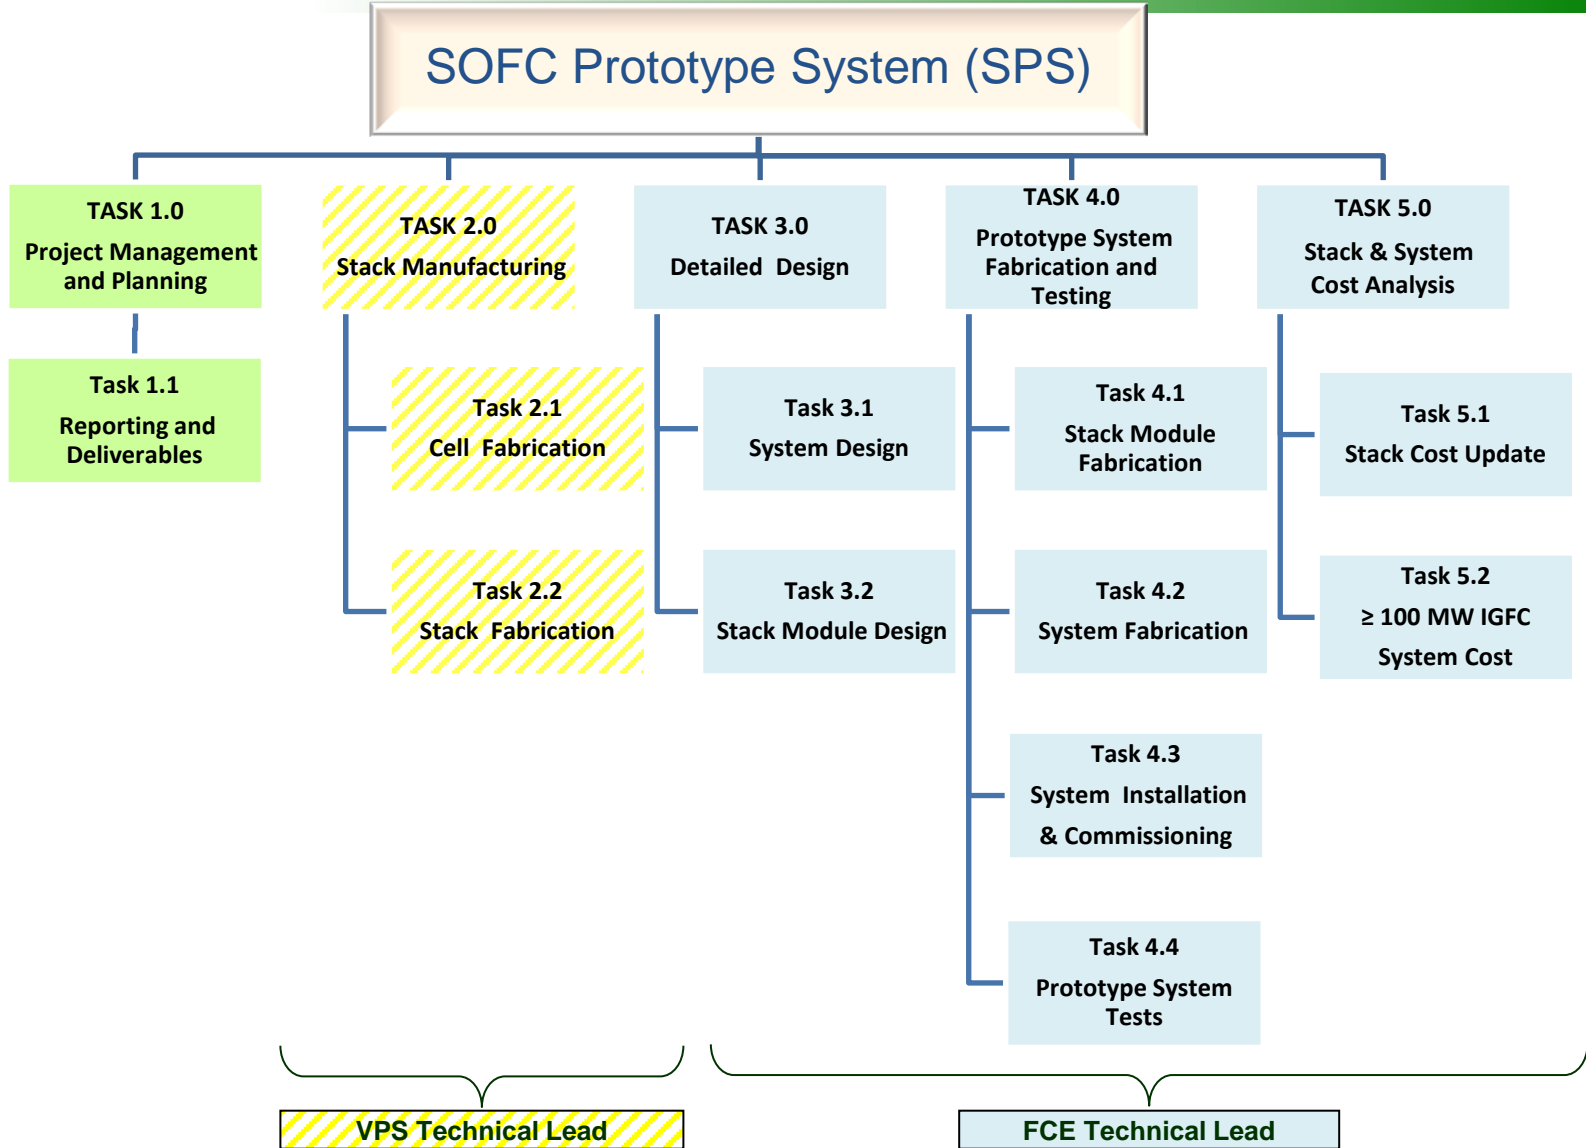 SOFC Prototype System (SPS)
TASK 1.0
Project Management
and Planning
Task 1.1
Reporting and
Deliverables
TASK 2.0
Stack Manufacturing
Task 2.1
Cell Fabrication
Task 2.2
Stack Fabrication
TASK 3.0
Detailed Design
Task 3.1
System Design
Task 3.2
Stack Module Design
TASK 4.0
Prototype System
Fabrication and
Testing
Task 4.1
Stack Module
Fabrication
Task 4.2
System Fabrication
Task 4.3
System Installation
& Commissioning
Task 4.4
Prototype System
Tests
TASK 5.0
Stack & System
Cost Analysis
Task 5.1
Stack Cost Update
Task 5.2
≥ 100 MW IGFC
System Cost
VPS Technical Lead
FCE Technical Lead